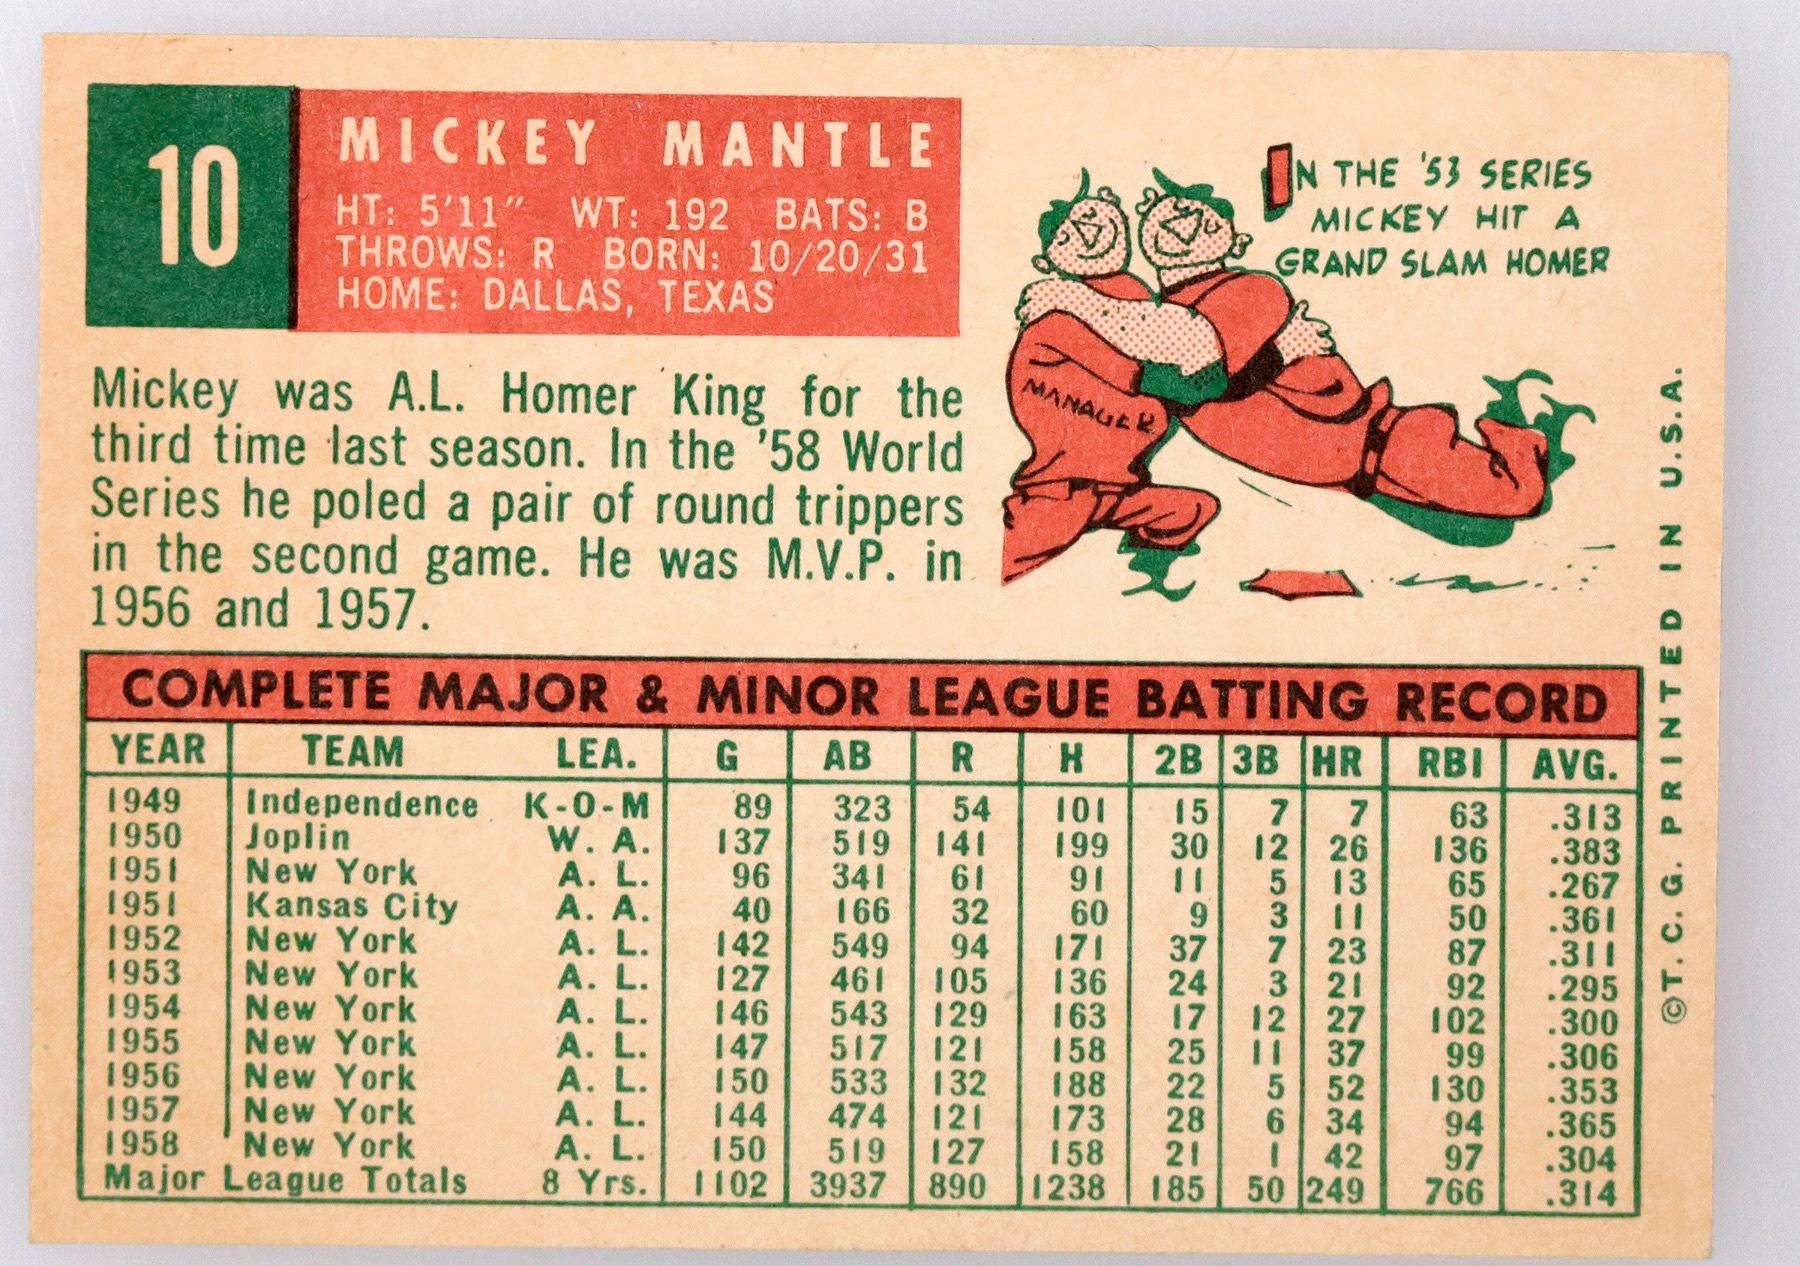 10
MICKEY MANTLE
HT: 5'11" WT: 192 BATS: B
THROWS: R BORN: 10/20/31
HOME: DALLAS, TEXAS
IN THE '53 SERIES
MICKEY HIT A
GRAND SLAM HOMER
MANAGER
Mickey was A.L. Homer King for the
third time last season. In the '58 World
Series he poled a pair of round trippers
in the second game. He was M.V.P. in
1956 and 1957.
COMPLETE MAJOR & MINOR LEAGUE BATTING RECORD
YEAR TEAM LEA. G AB R H 2B 3B HR RBI AVG.
1949 Independence K-O-M 89 323 54 101 15 7 7 63 .313
1950 Joplin W. A. 137 519 141 199 30 12 26 136 .383
1951 New York A. L. 96 341 61 91 11 5 13 65 .267
1951 Kansas City A. A. 40 166 32 60 9 3 11 50 .361
1952 New York A. L. 142 549 94 171 37 7 23 87 .311
1953 New York A. L. 127 461 105 136 24 3 21 92 .295
1954 New York A. L. 146 543 129 163 17 12 27 102 .300
1955 New York A. L. 147 517 121 158 25 11 37 99 .306
1956 New York A. L. 150 533 132 188 22 5 52 130 .353
1957 New York A. L. 144 474 121 173 28 6 34 94 .365
1958 New York A. L. 150 519 127 158 21 1 42 97 .304
Major League Totals 8 Yrs. 1102 3937 890 1238 185 50 249 766 .314
©T.C.G. PRINTED IN U.S.A.